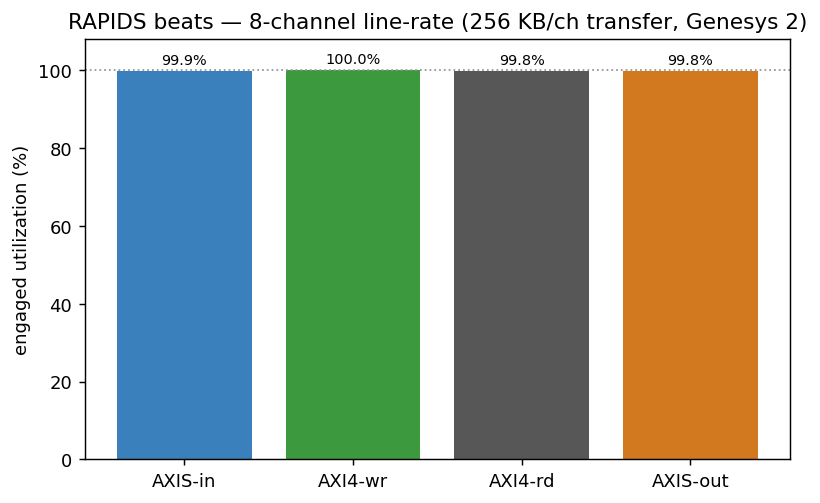 RAPIDS beats — 8-channel line-rate (256 KB/ch transfer, Genesys 2)
99.9%
100.0%
99.8%
99.8%
engaged utilization (%)
100
80
60
40
20
0
AXIS-in
AXI4-wr
AXI4-rd
AXIS-out